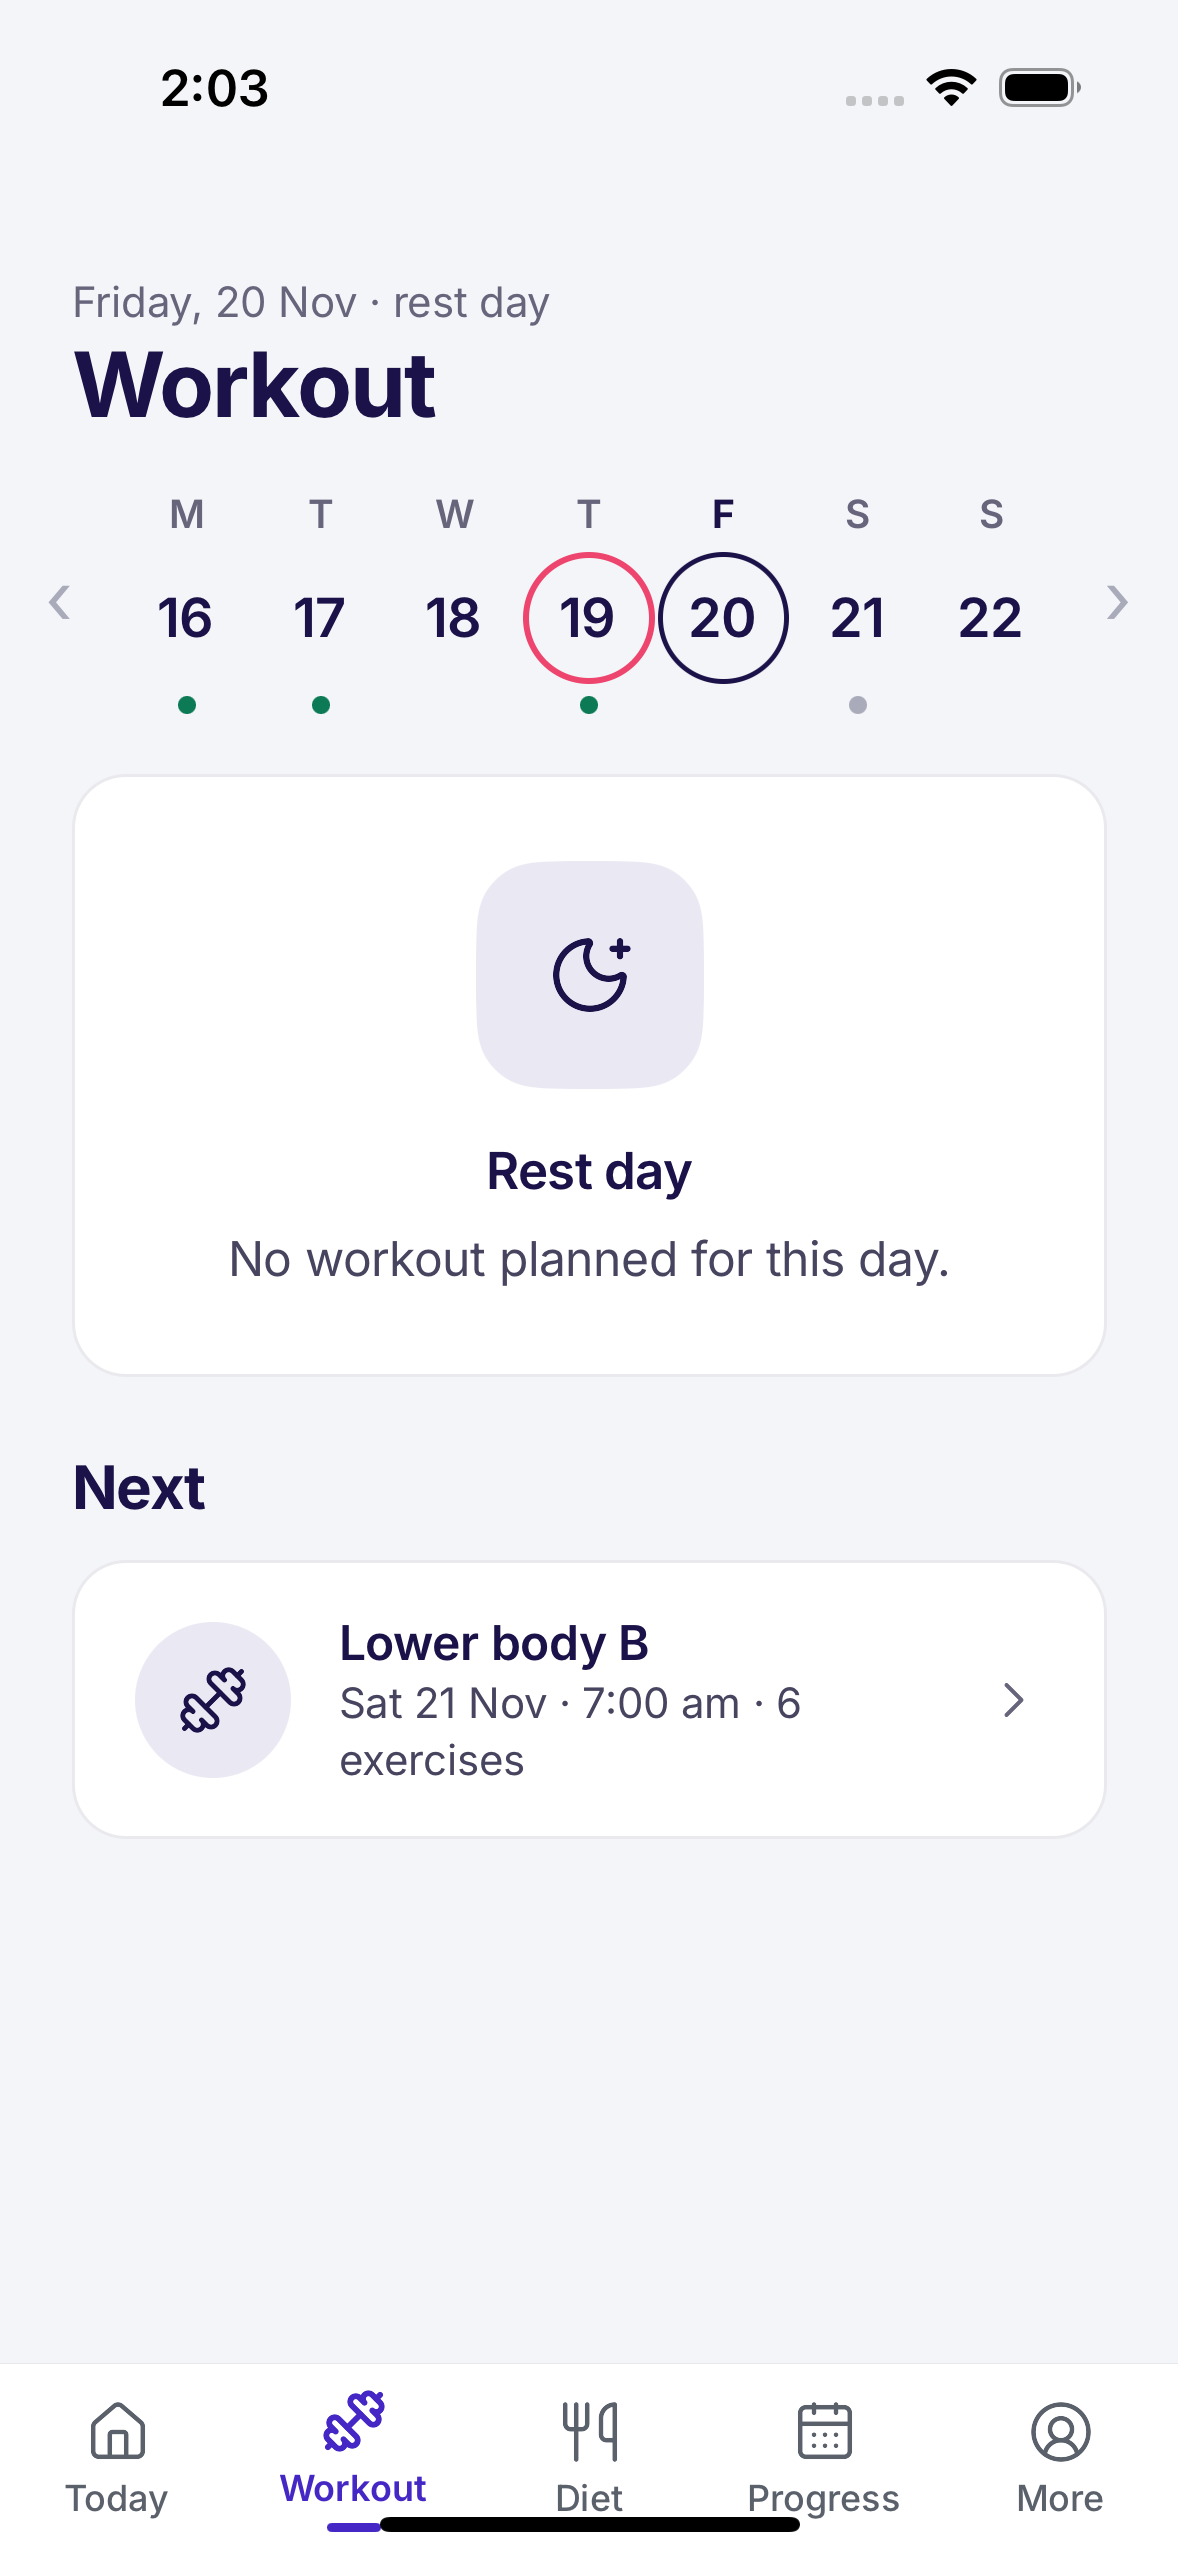 2:03
Friday, 20 Nov · rest day
Workout
M T W T F S S
16 17 18 19 20 21 22
Rest day
No workout planned for this day.
Next
Lower body B
Sat 21 Nov · 7:00 am · 6
exercises
Today Workout Diet Progress More